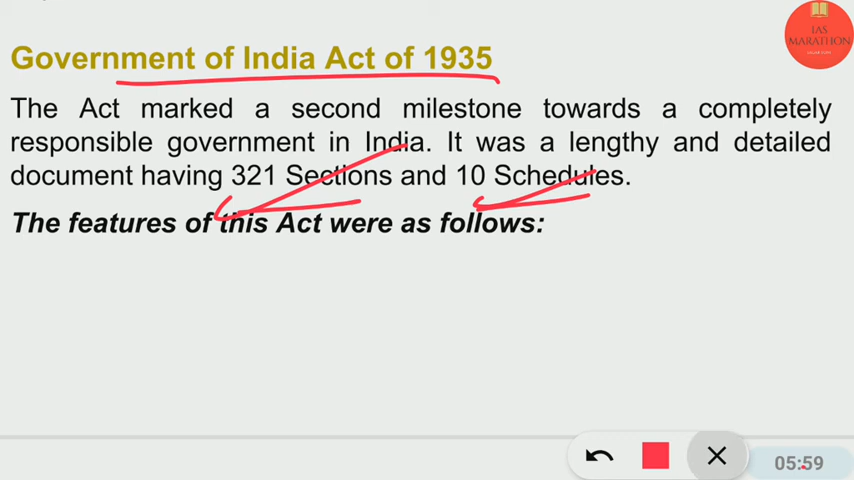 IAS
MARATHON
Government of India Act of 1935
The Act marked a second milestone towards a completely
responsible government in India. It was a lengthy and detailed
document having 321 Sections and 10 Schedules.
The features of this Act were as follows:
05:59